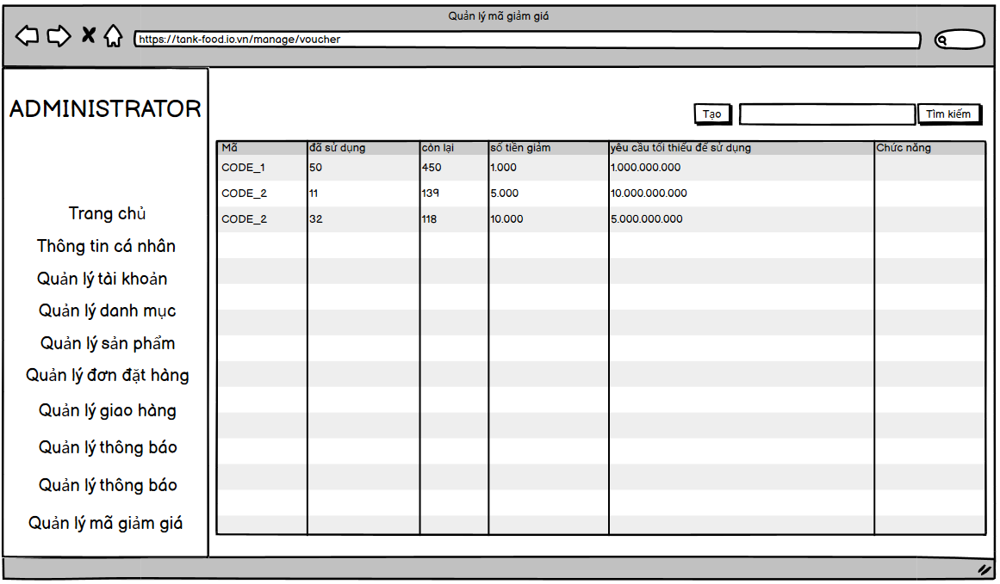 Quản lý mã giảm giá
https://tank-food.io.vn/manage/voucher
ADMINISTRATOR
Trang chủ
Thông tin cá nhân
Quản lý tài khoản
Quản lý danh mục
Quản lý sản phẩm
Quản lý đơn đặt hàng
Quản lý giao hàng
Quản lý thông báo
Quản lý thông báo
Quản lý mã giảm giá
Tạo Tìm kiếm
Mã đã sử dụng còn lại số tiền giảm yêu cầu tối thiểu để sử dụng Chức năng
CODE_1 50 450 1.000 1.000.000.000
CODE_2 11 139 5.000 10.000.000.000
CODE_2 32 118 10.000 5.000.000.000